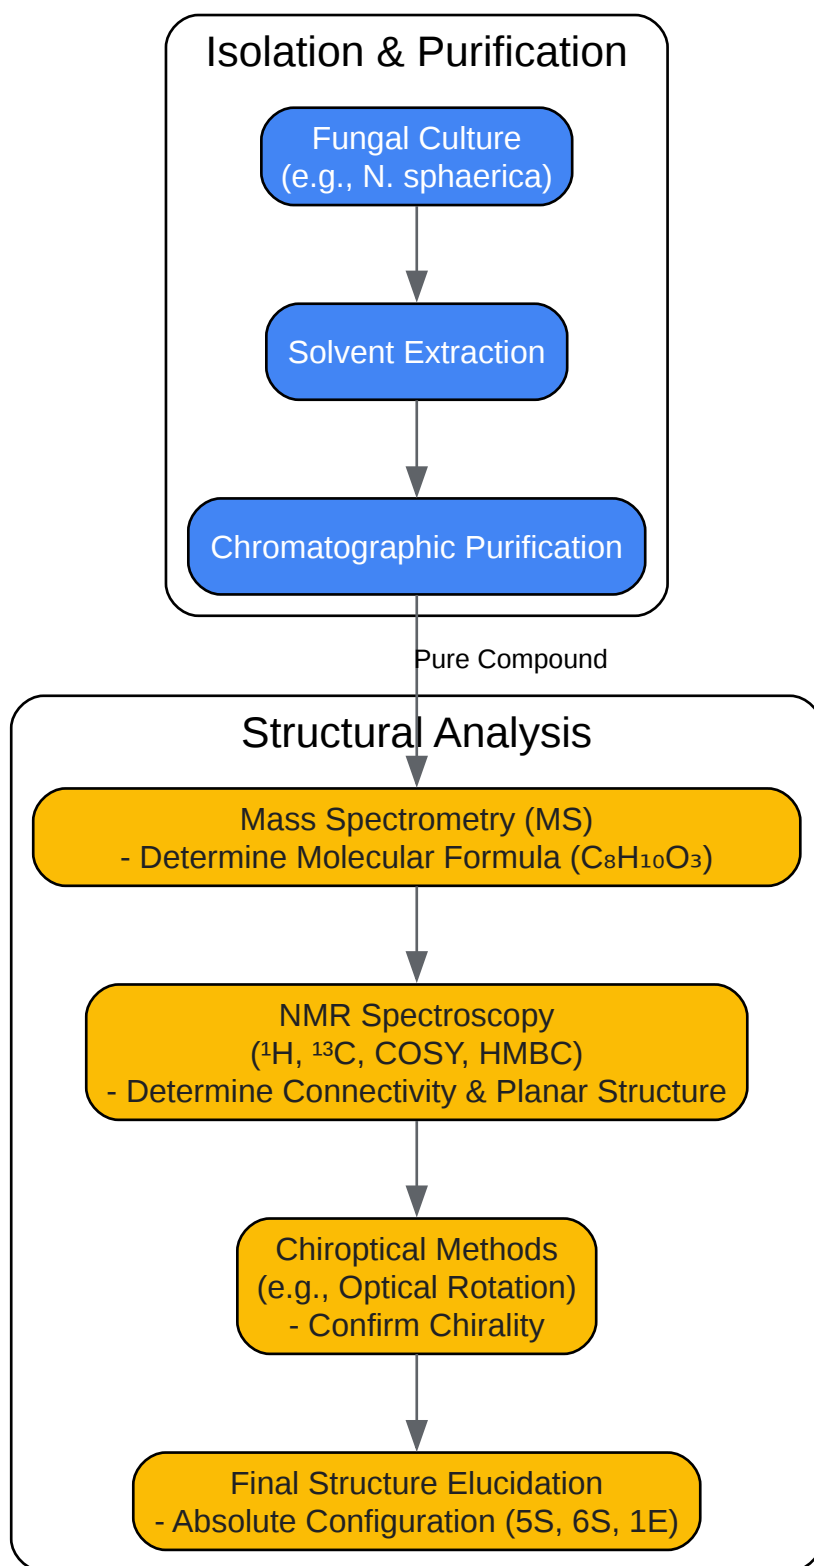 Isolation & Purification
Fungal Culture
(e.g., N. sphaerica)
Solvent Extraction
Chromatographic Purification
Pure Compound
Structural Analysis
Mass Spectrometry (MS)
- Determine Molecular Formula (C₈H₁₀O₃)
NMR Spectroscopy
(¹H, ¹³C, COSY, HMBC)
- Determine Connectivity & Planar Structure
Chiroptical Methods
(e.g., Optical Rotation)
- Confirm Chirality
Final Structure Elucidation
- Absolute Configuration (5S, 6S, 1E)